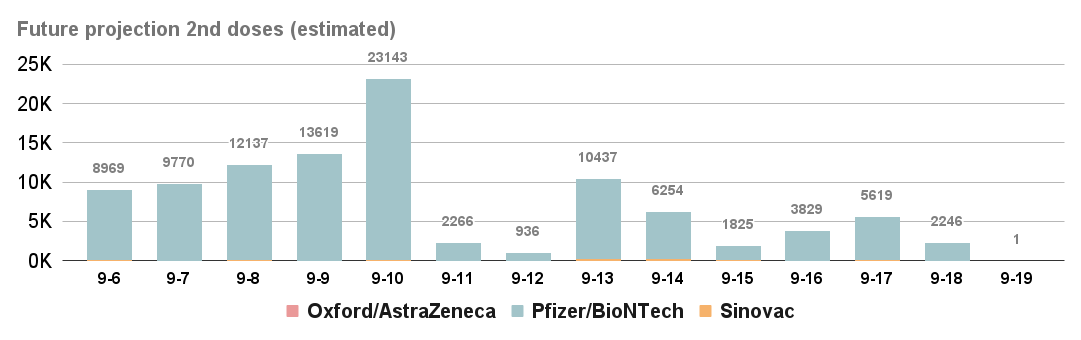 Future projection 2nd doses (estimated)
25K
20K
15K
10K
5K
0K
8969
9770
12137
13619
23143
2266
936
10437
6254
1825
3829
5619
2246
1
9-6
9-7
9-8
9-9
9-10
9-11
9-12
9-13
9-14
9-15
9-16
9-17
9-18
9-19
Oxford/AstraZeneca
Pfizer/BioNTech
Sinovac